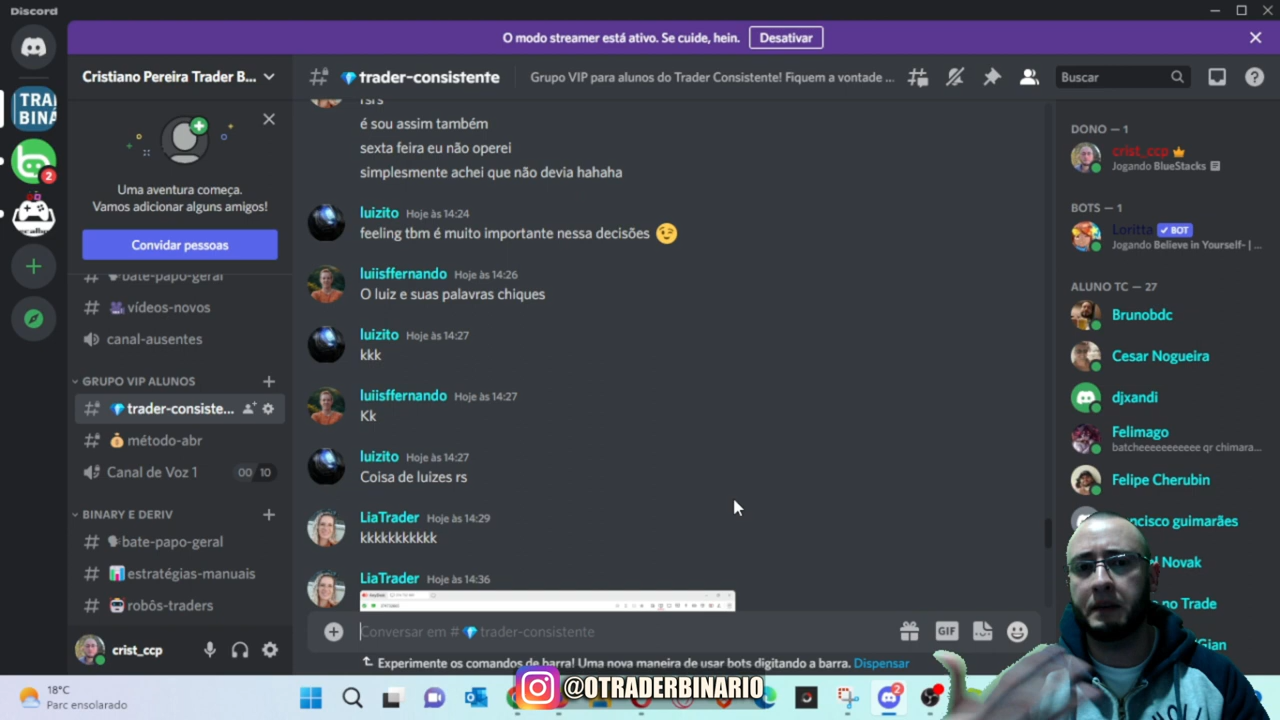 Discord
O modo streamer está ativo. Se cuide, hein.
Desativar
TRA
BINÁ
2
Cristiano Pereira Trader B...
Uma aventura começa.
Vamos adicionar alguns amigos!
Convidar pessoas
bate-papo-geral
vídeos-novos
canal-ausentes
GRUPO VIP ALUNOS
trader-consiste...
método-abr
Canal de Voz 1
00 10
BINARY E DERIV
bate-papo-geral
estratégias-manuais
robôs-traders
crist_ccp
trader-consistente
Grupo VIP para alunos do Trader Consistente! Fiquem a vontade ...
Buscar
rsrs
é sou assim também
sexta feira eu não operei
simplesmente achei que não devia hahaha
luizito Hoje às 14:24
feeling tbm é muito importante nessa decisões
luiisffernando Hoje às 14:26
O luiz e suas palavras chiques
luizito Hoje às 14:27
kkk
luiisffernando Hoje às 14:27
Kk
luizito Hoje às 14:27
Coisa de luizes rs
LiaTrader Hoje às 14:29
kkkkkkkkkkk
LiaTrader Hoje às 14:36
Conversar em # trader-consistente
GIF
Experimente os comandos de barra! Uma nova maneira de usar bots digitando a barra. Dispensar
DONO — 1
crist_ccp
Jogando BlueStacks
BOTS — 1
Loritta BOT
Jogando Believe in Yourself~ | ...
ALUNO TC — 27
Brunobdc
Cesar Nogueira
djxandi
Felimago
batcheeeeeeeeee qr chimara...
Felipe Cherubin
ncisco guimarães
Novak
o no Trade
Gian
18°C
Parc ensolarado
@OTRADERBINARIO
2